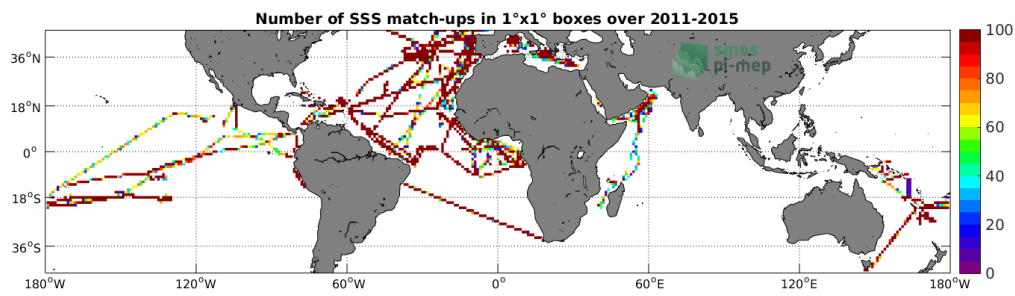 Number of SSS match-ups in 1°x1° boxes over 2011-2015
smos
pi-mep
36°N
18°N
0°
18°S
36°S
180°W
120°W
60°W
0°
60°E
120°E
180°W
100
80
60
40
20
0